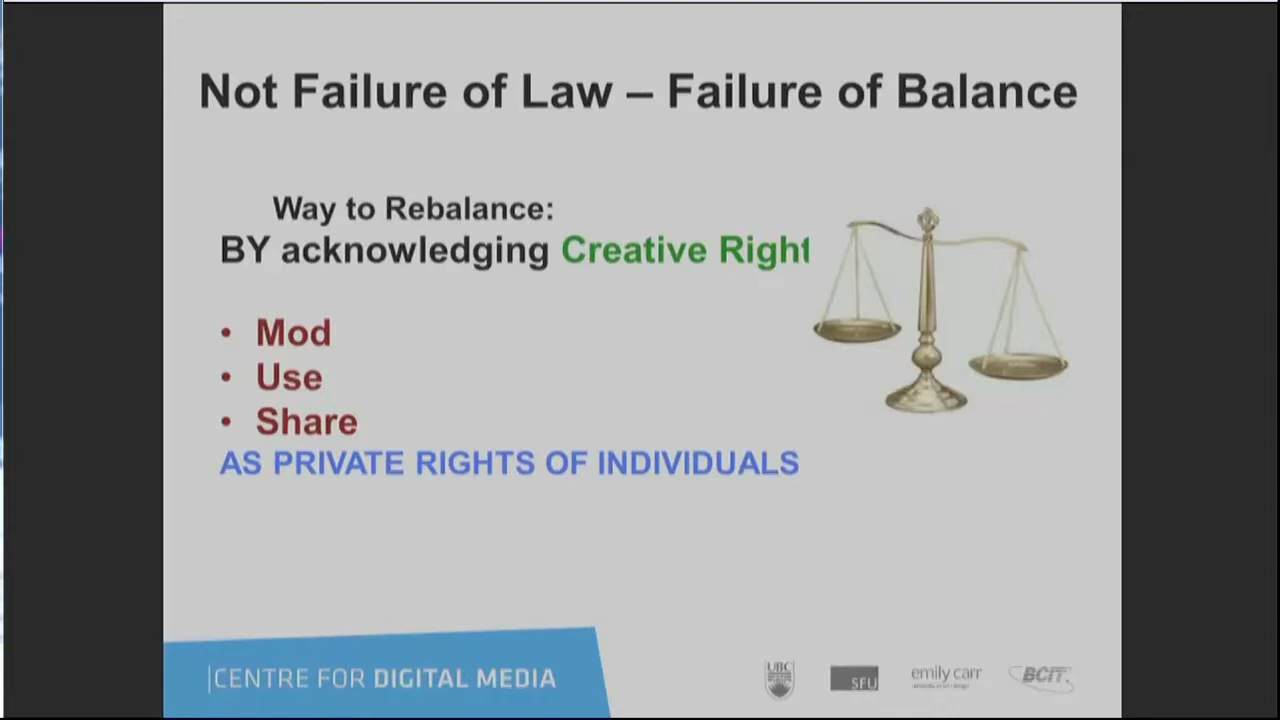 Not Failure of Law – Failure of Balance
Way to Rebalance:
BY acknowledging Creative Right
• Mod
• Use
• Share
AS PRIVATE RIGHTS OF INDIVIDUALS
CENTRE FOR DIGITAL MEDIA
UBC
SFU
emily carr
BCIT